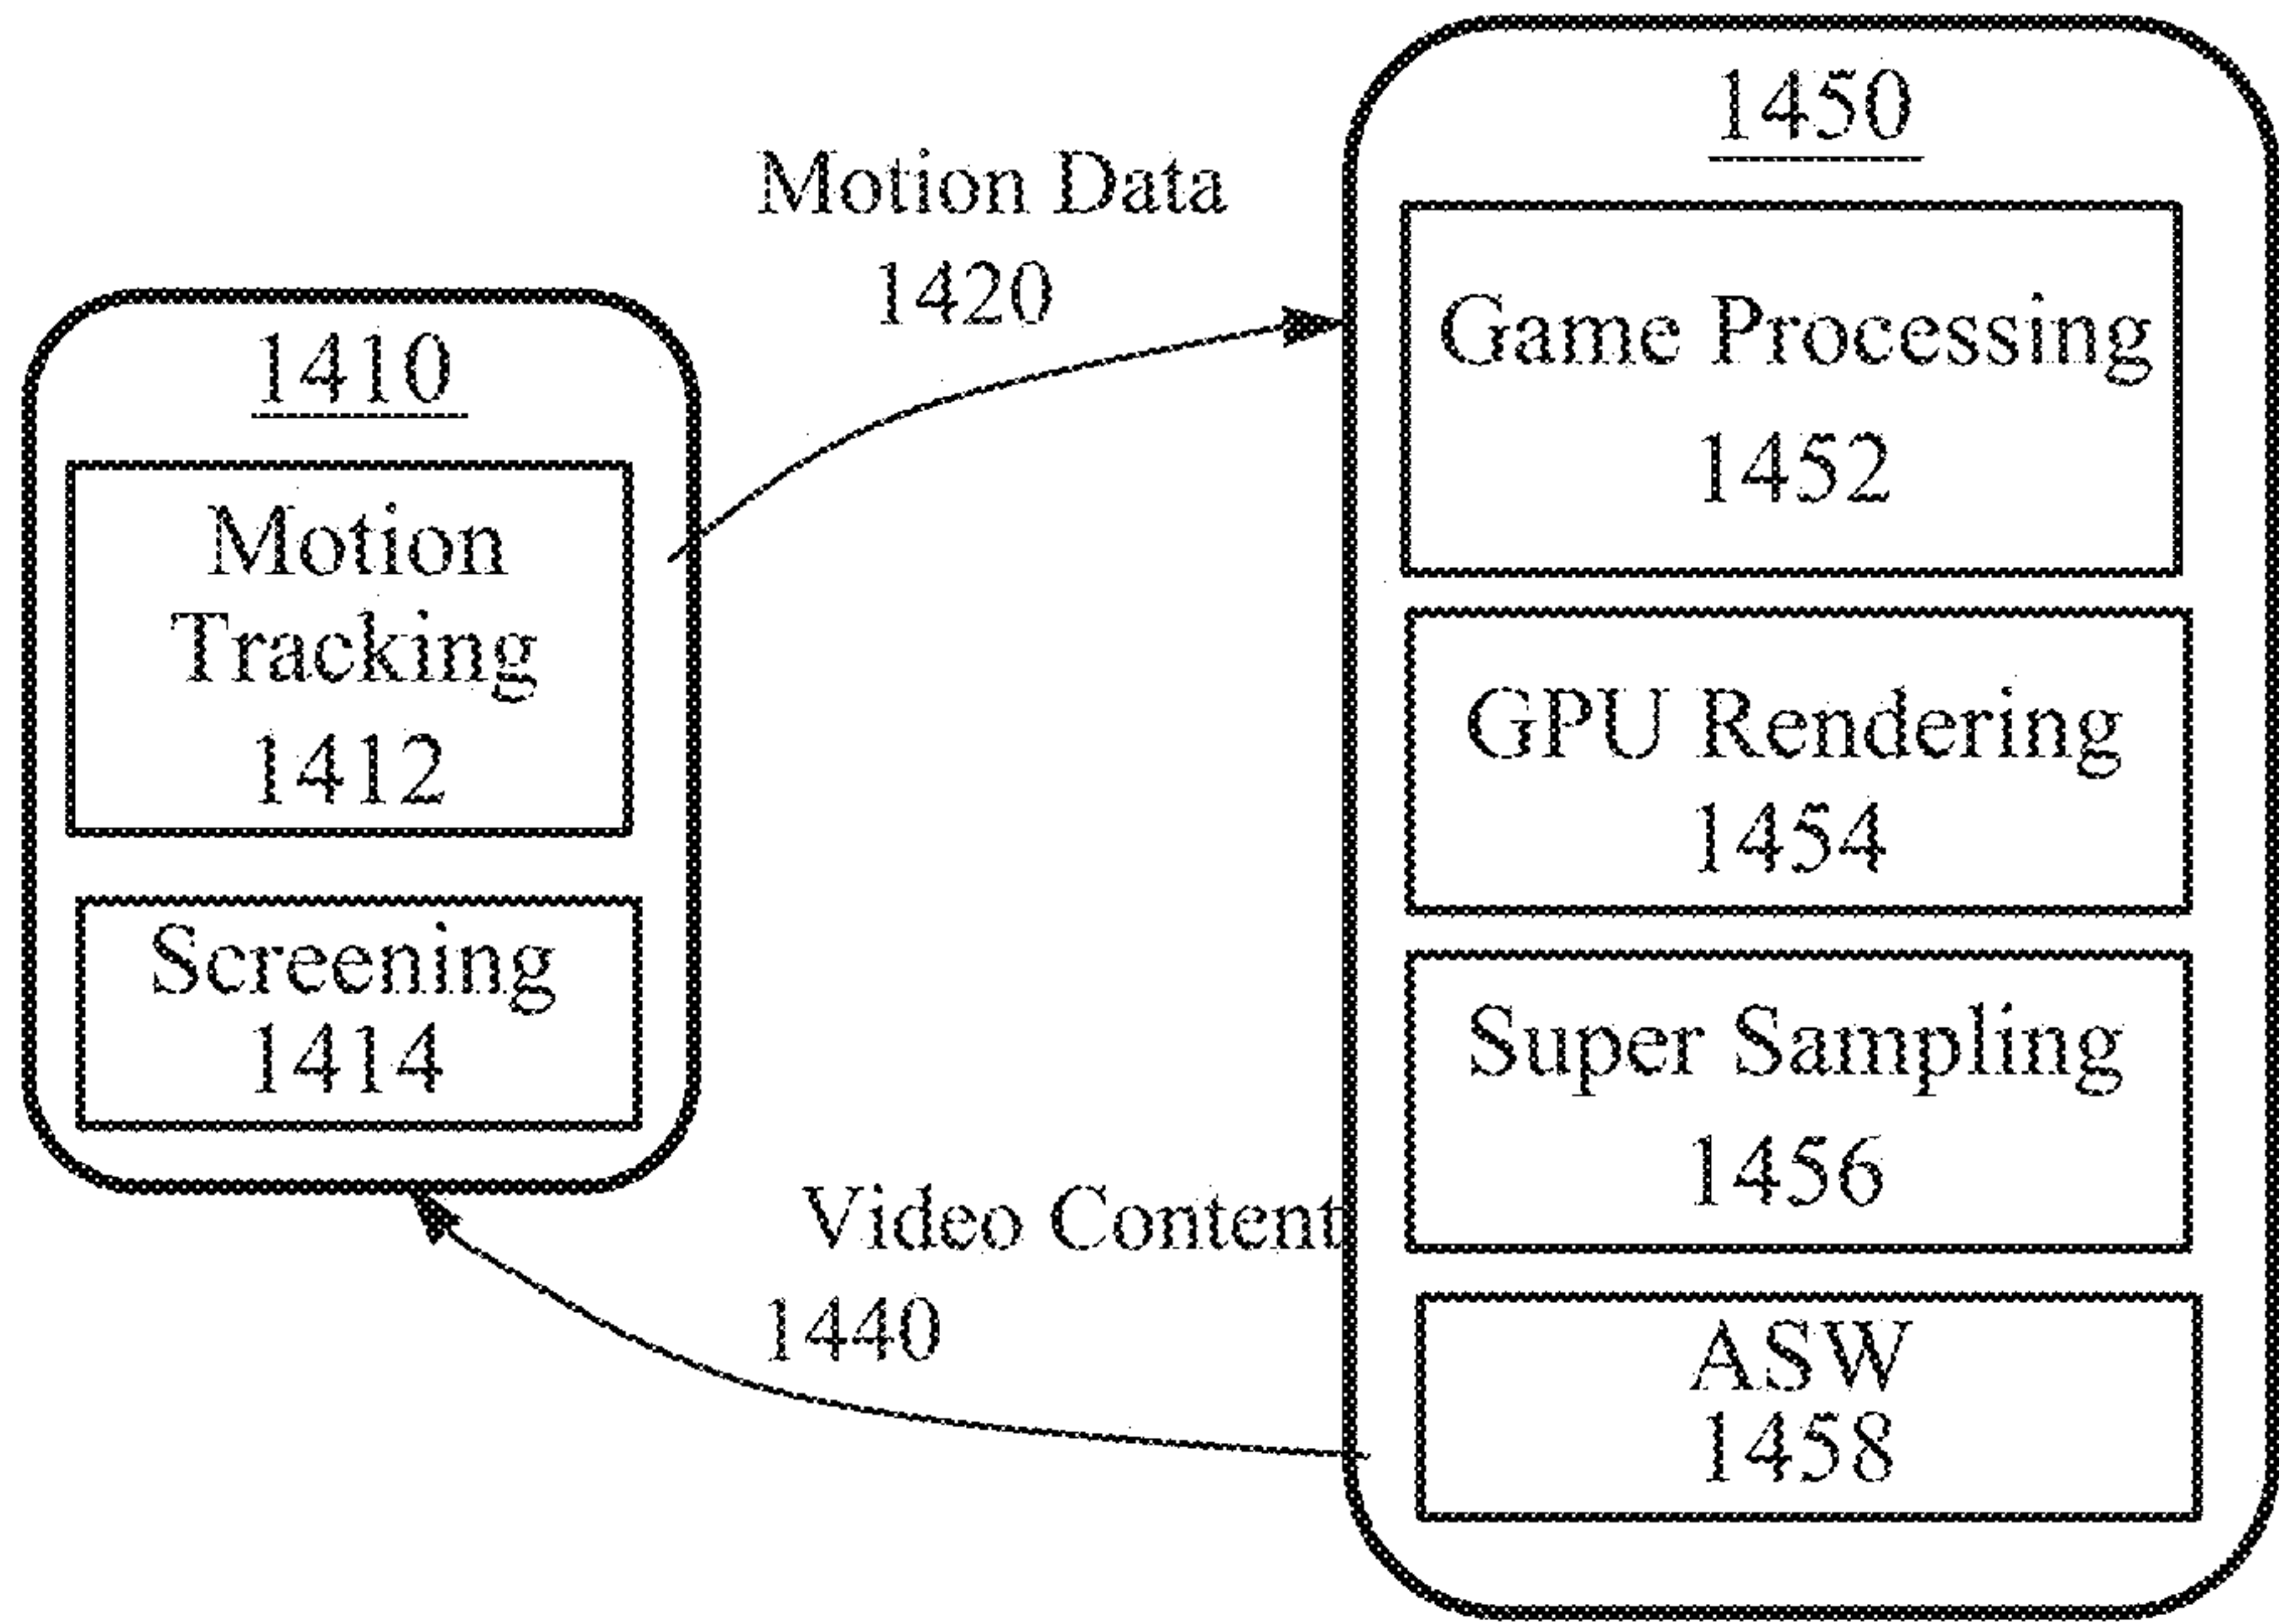 1410
Motion
Tracking
1412
Screening
1414
Motion Data
1420
Video Content
1440
1450
Game Processing
1452
GPU Rendering
1454
Super Sampling
1456
ASW
1458